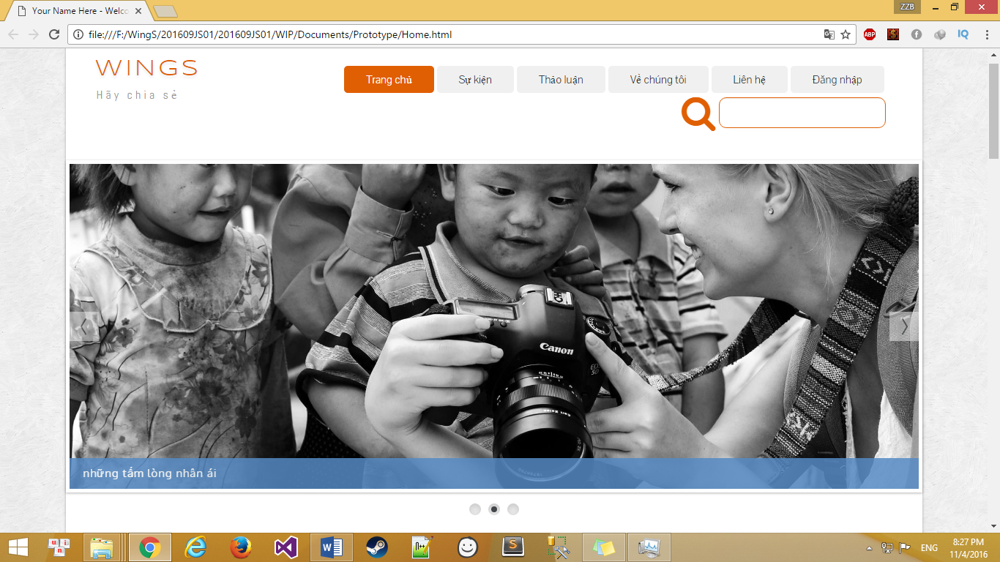 Your Name Here - Welco
ZZB
file:///F:/WingS/201609JS01/201609JS01/WIP/Documents/Prototype/Home.html
ABP
IQ
WINGS
Hãy chia sẻ
Trang chủ
Sự kiện
Thảo luận
Về chúng tôi
Liên hệ
Đăng nhập
Canon
những tấm lòng nhân ái
ENG
8:27 PM
11/4/2016